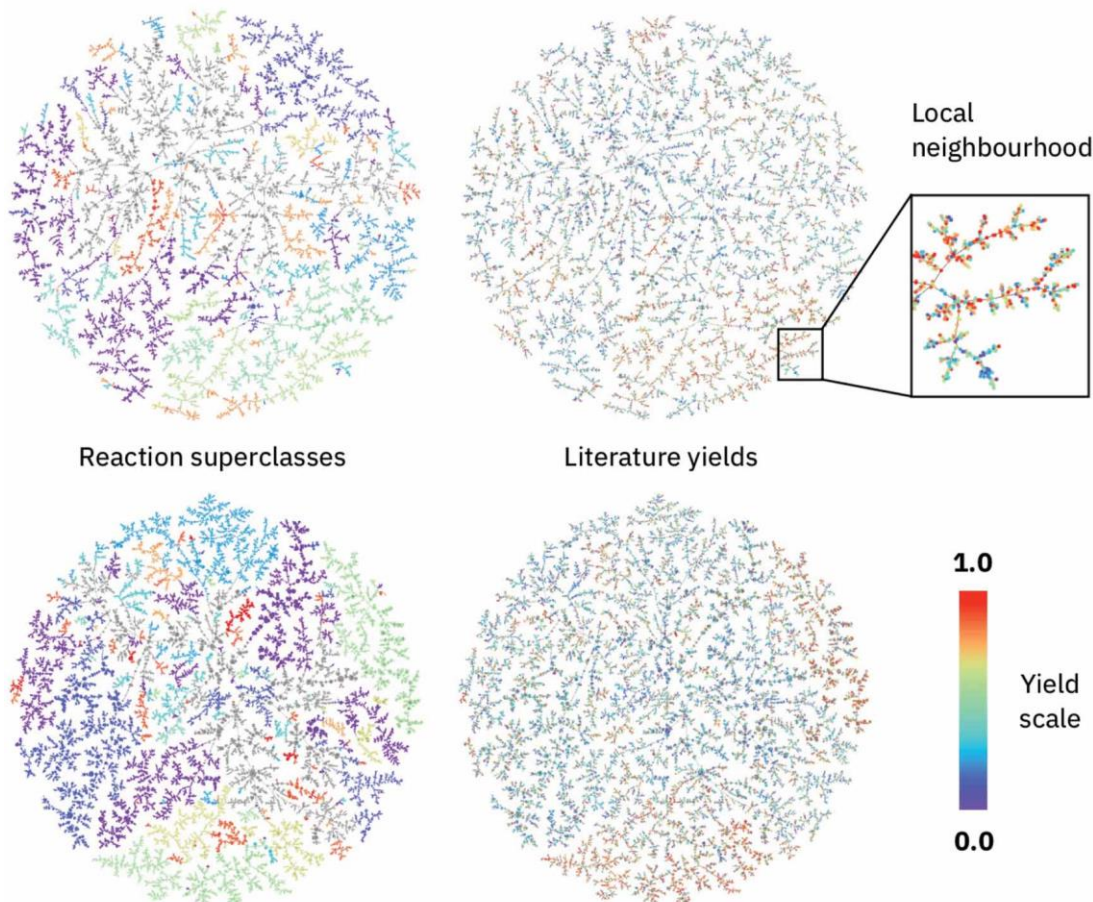 Local
neighbourhood
Reaction superclasses
Literature yields
1.0
Yield
scale
0.0